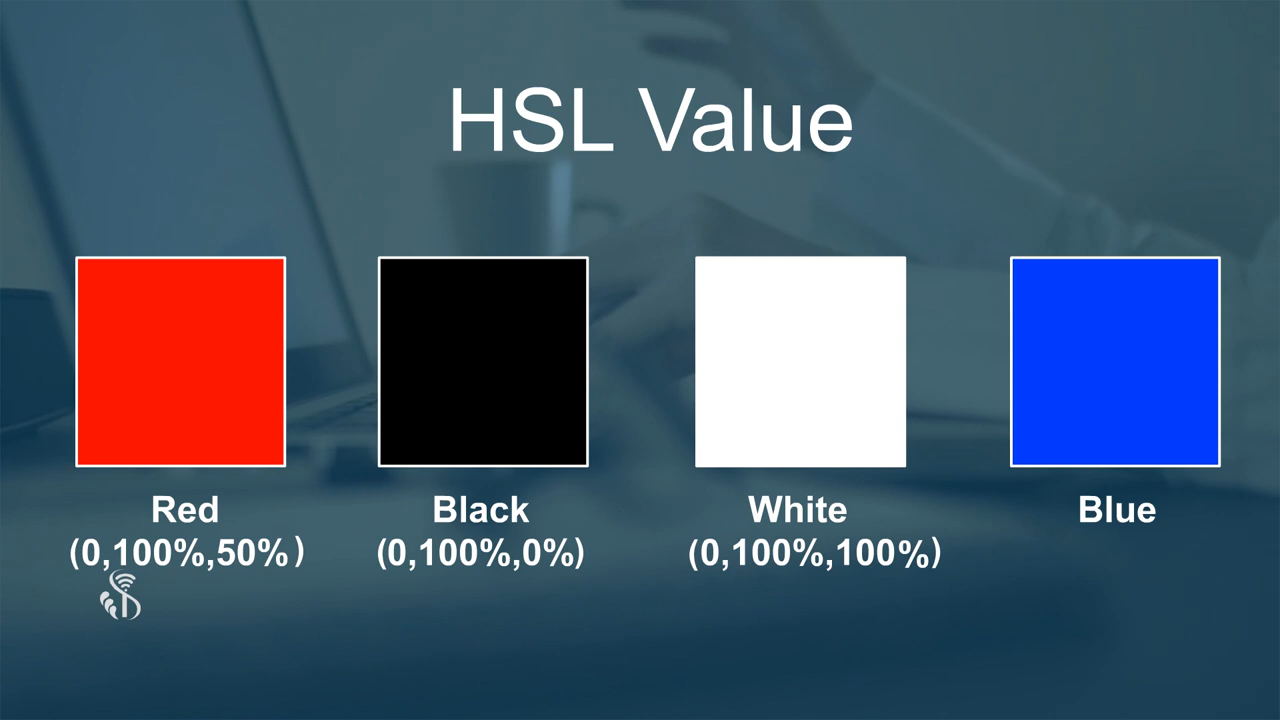 HSL Value
Red
(0,100%,50%)
Black
(0,100%,0%)
White
(0,100%,100%)
Blue